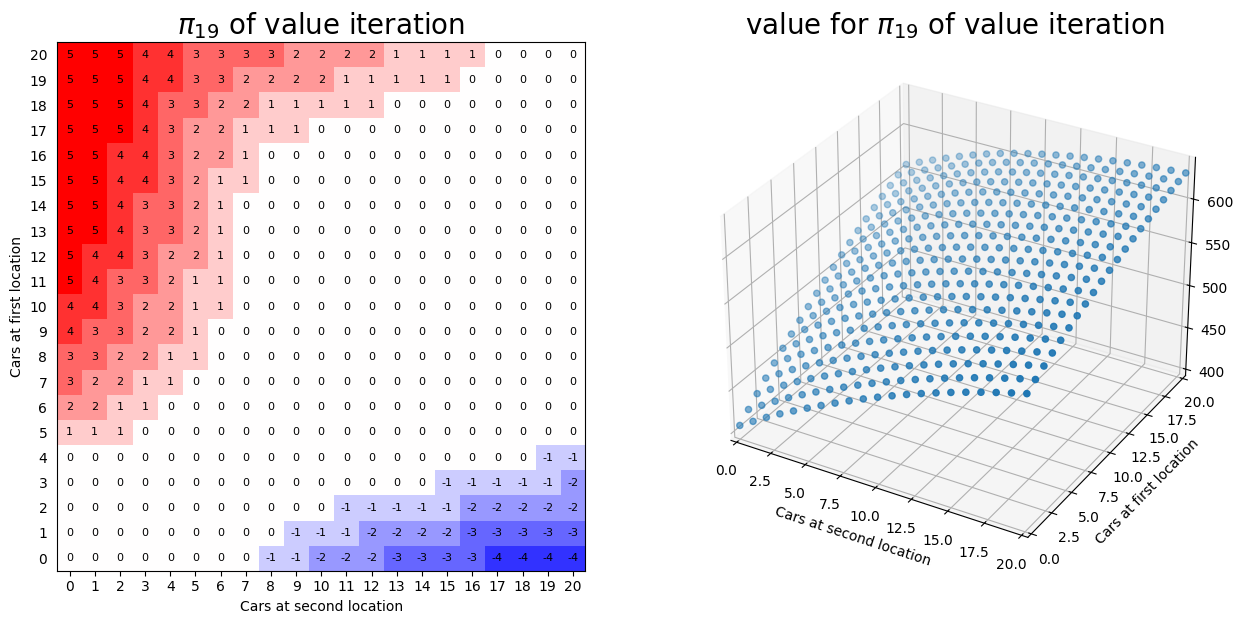 π19 of value iteration
20 5 5 5 4 4 3 3 3 3 2 2 2 2 1 1 1 1 0 0 0 0
19 5 5 5 4 4 3 3 2 2 2 2 1 1 1 1 1 0 0 0 0 0
18 5 5 5 4 3 3 2 2 1 1 1 1 1 0 0 0 0 0 0 0 0
17 5 5 5 4 3 2 2 1 1 1 0 0 0 0 0 0 0 0 0 0 0
16 5 5 4 4 3 2 2 1 0 0 0 0 0 0 0 0 0 0 0 0 0
15 5 5 4 4 3 2 1 1 0 0 0 0 0 0 0 0 0 0 0 0 0
14 5 5 4 3 3 2 1 0 0 0 0 0 0 0 0 0 0 0 0 0 0
13 5 5 4 3 3 2 1 0 0 0 0 0 0 0 0 0 0 0 0 0 0
12 5 4 4 3 2 2 1 0 0 0 0 0 0 0 0 0 0 0 0 0 0
11 5 4 3 3 2 1 1 0 0 0 0 0 0 0 0 0 0 0 0 0 0
10 4 4 3 2 2 1 1 0 0 0 0 0 0 0 0 0 0 0 0 0 0
9 4 3 3 2 2 1 0 0 0 0 0 0 0 0 0 0 0 0 0 0 0
8 3 3 2 2 1 1 0 0 0 0 0 0 0 0 0 0 0 0 0 0 0
7 3 2 2 1 1 0 0 0 0 0 0 0 0 0 0 0 0 0 0 0 0
6 2 2 1 1 0 0 0 0 0 0 0 0 0 0 0 0 0 0 0 0 0
5 1 1 1 0 0 0 0 0 0 0 0 0 0 0 0 0 0 0 0 0 0
4 0 0 0 0 0 0 0 0 0 0 0 0 0 0 0 0 0 0 0 -1 -1
3 0 0 0 0 0 0 0 0 0 0 0 0 0 0 0 -1 -1 -1 -1 -1 -2
2 0 0 0 0 0 0 0 0 0 0 0 -1 -1 -1 -1 -1 -2 -2 -2 -2 -2
1 0 0 0 0 0 0 0 0 0 -1 -1 -1 -2 -2 -2 -2 -3 -3 -3 -3 -3
0 0 0 0 0 0 0 0 0 -1 -1 -2 -2 -2 -3 -3 -3 -3 -4 -4 -4 -4
0 1 2 3 4 5 6 7 8 9 10 11 12 13 14 15 16 17 18 19 20
Cars at second location
Cars at first location
value for π19 of value iteration
600
550
500
450
400
0.0 2.5 5.0 7.5 10.0 12.5 15.0 17.5 20.0
Cars at second location
0.0 2.5 5.0 7.5 10.0 12.5 15.0 17.5 20.0
Cars at first location